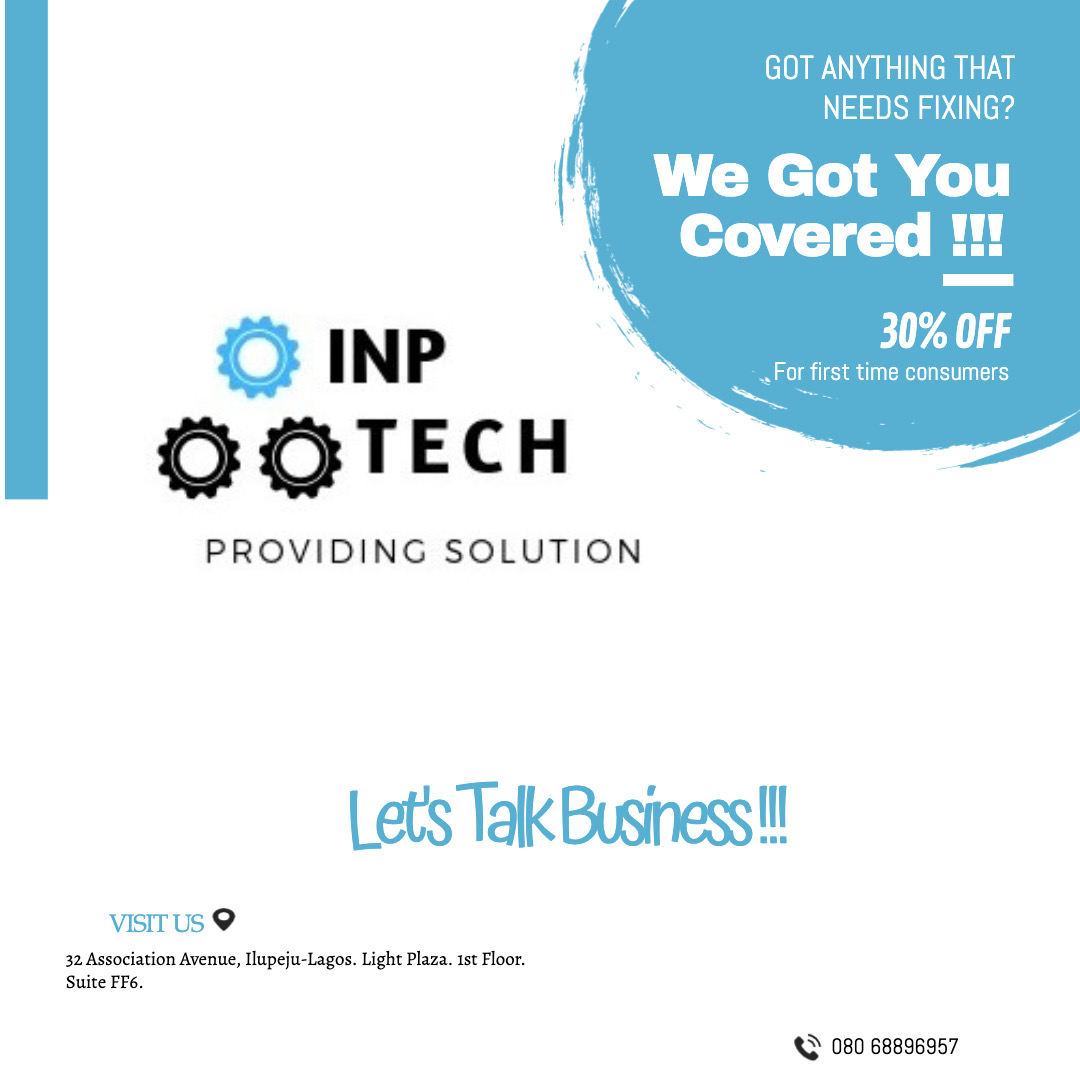 GOT ANYTHING THAT
NEEDS FIXING?
We Got You
Covered !!!
30% OFF
For first time consumers
INP
TECH
PROVIDING SOLUTION
Let's Talk Business !!!
VISIT US
32 Association Avenue, Ilupeju-Lagos. Light Plaza. 1st Floor.
Suite FF6.
080 68896957